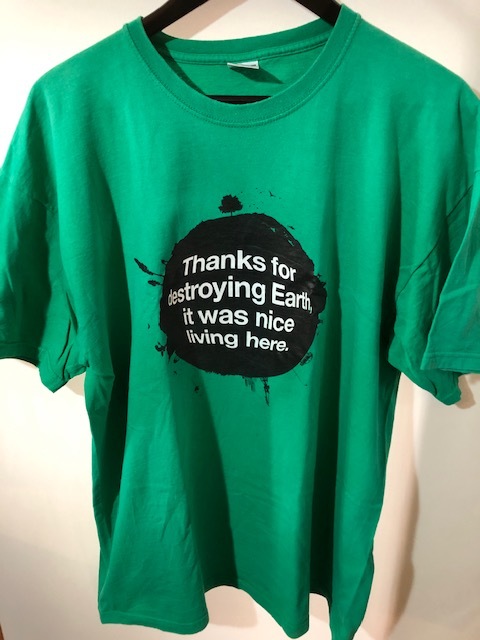 Thanks for
destroying Earth,
it was nice
living here.